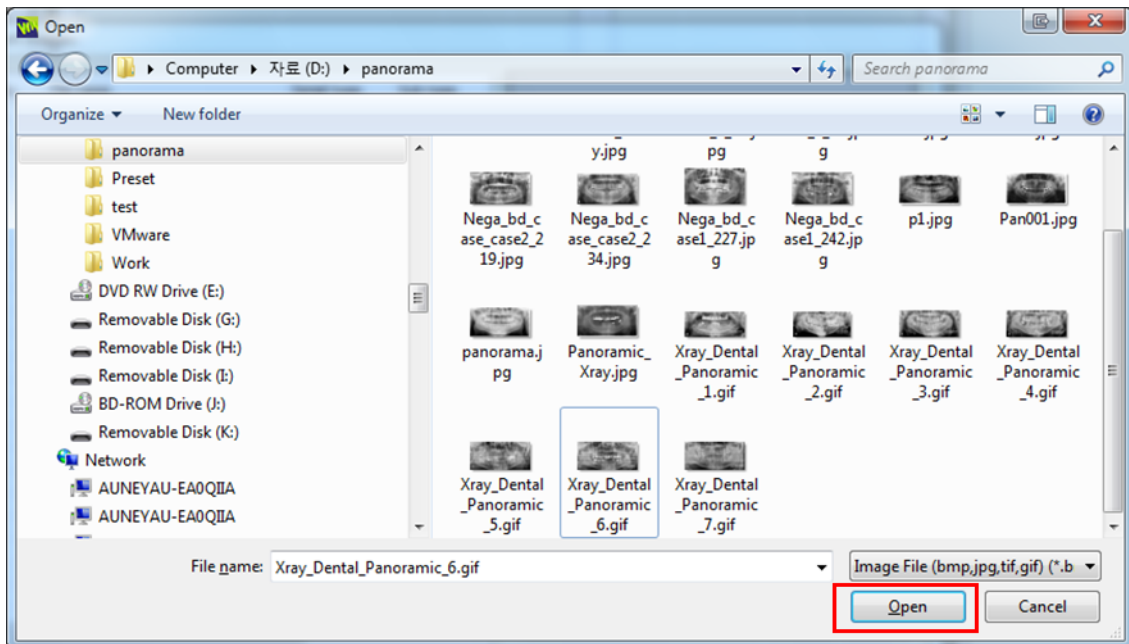 Open
Computer ▸ 자료 (D:) ▸ panorama
Search panorama
Organize ▾ New folder
panorama
Preset
test
VMware
Work
DVD RW Drive (E:)
Removable Disk (G:)
Removable Disk (H:)
Removable Disk (I:)
BD-ROM Drive (J:)
Removable Disk (K:)
Network
AUNEYAU-EA0QIIA
AUNEYAU-EA0QIIA
y.jpg
pg
g
Nega_bd_c
ase_case2_2
19.jpg
Nega_bd_c
ase_case2_2
34.jpg
Nega_bd_c
ase1_227.jp
g
Nega_bd_c
ase1_242.jp
g
p1.jpg
Pan001.jpg
panorama.j
pg
Panoramic_
Xray.jpg
Xray_Dental
_Panoramic
_1.gif
Xray_Dental
_Panoramic
_2.gif
Xray_Dental
_Panoramic
_3.gif
Xray_Dental
_Panoramic
_4.gif
Xray_Dental
_Panoramic
_5.gif
Xray_Dental
_Panoramic
_6.gif
Xray_Dental
_Panoramic
_7.gif
File name: Xray_Dental_Panoramic_6.gif
Image File (bmp,jpg,tif,gif) (*.b
Open Cancel